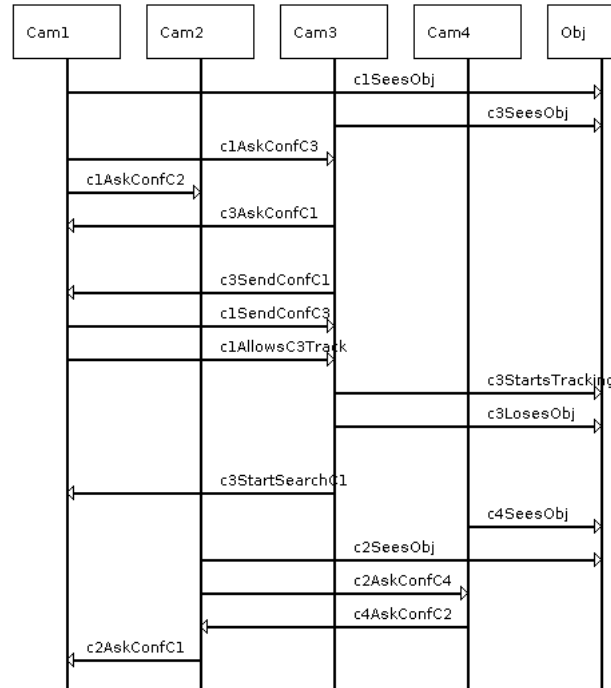 Cam1 Cam2 Cam3 Cam4 Obj
c1SeesObj
c3SeesObj
c1AskConfC3
c1AskConfC2
c3AskConfC1
c3SendConfC1
c1SendConfC3
c1AllowsC3Track
c3StartsTracking
c3LosesObj
c3StartSearchC1
c4SeesObj
c2SeesObj
c2AskConfC4
c4AskConfC2
c2AskConfC1